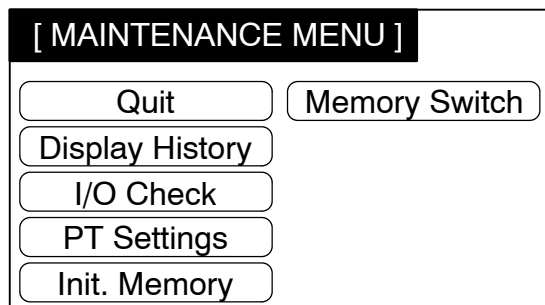 [ MAINTENANCE MENU ]
Quit
Memory Switch
Display History
I/O Check
PT Settings
Init. Memory